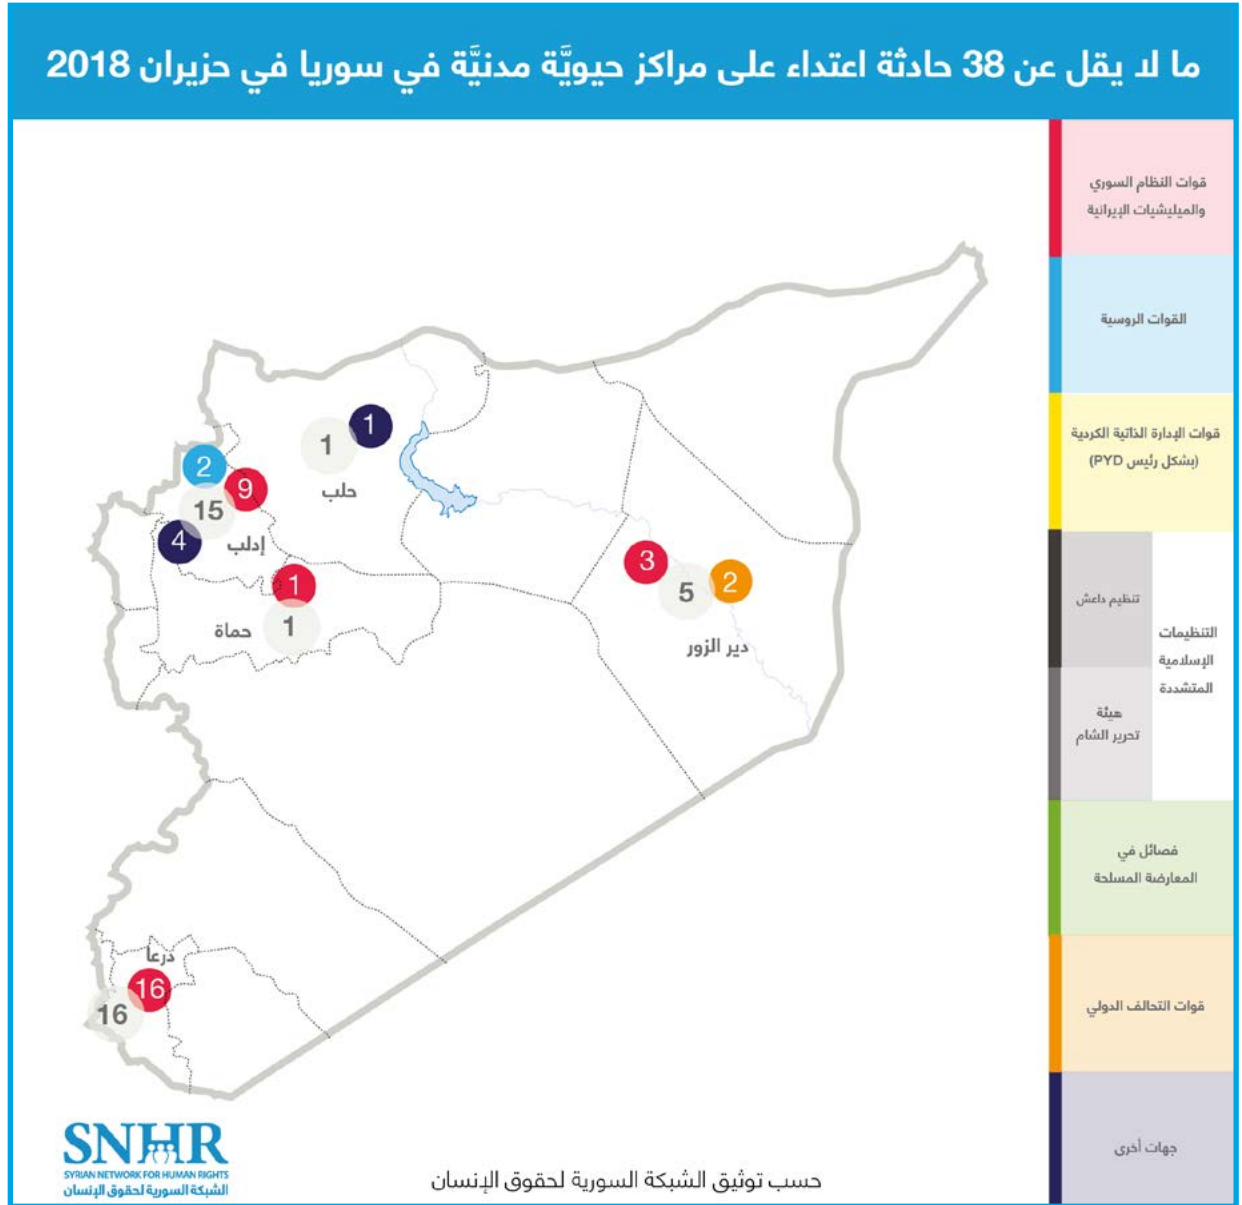 ما لا يقل عن 38 حادثة اعتداء على مراكز حيويَّة مدنيَّة في سوريا في حزيران 2018
قوات النظام السوري
والميليشيات الإيرانية
القوات الروسية
قوات الإدارة الذاتية الكردية
(بشكل رئيس PYD)
التنظيمات
الإسلامية
المتشددة
تنظيم داعش
هيئة
تحرير الشام
فصائل في
المعارضة المسلحة
قوات التحالف الدولي
جهات أخرى
1
1
حلب
2
9
15
4
إدلب
1
1
حماة
3
5
2
دير الزور
درعا
16
16
SNHR
SYRIAN NETWORK FOR HUMAN RIGHTS
الشبكة السورية لحقوق الإنسان
حسب توثيق الشبكة السورية لحقوق الإنسان